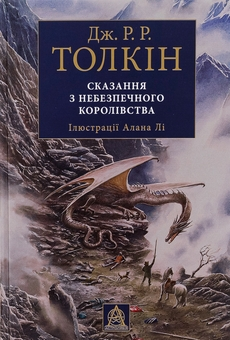 Дж. Р. Р.
ТОЛКІН
СКАЗАННЯ
З НЕБЕЗПЕЧНОГО
КОРОЛІВСТВА
Ілюстрації Алана Лі